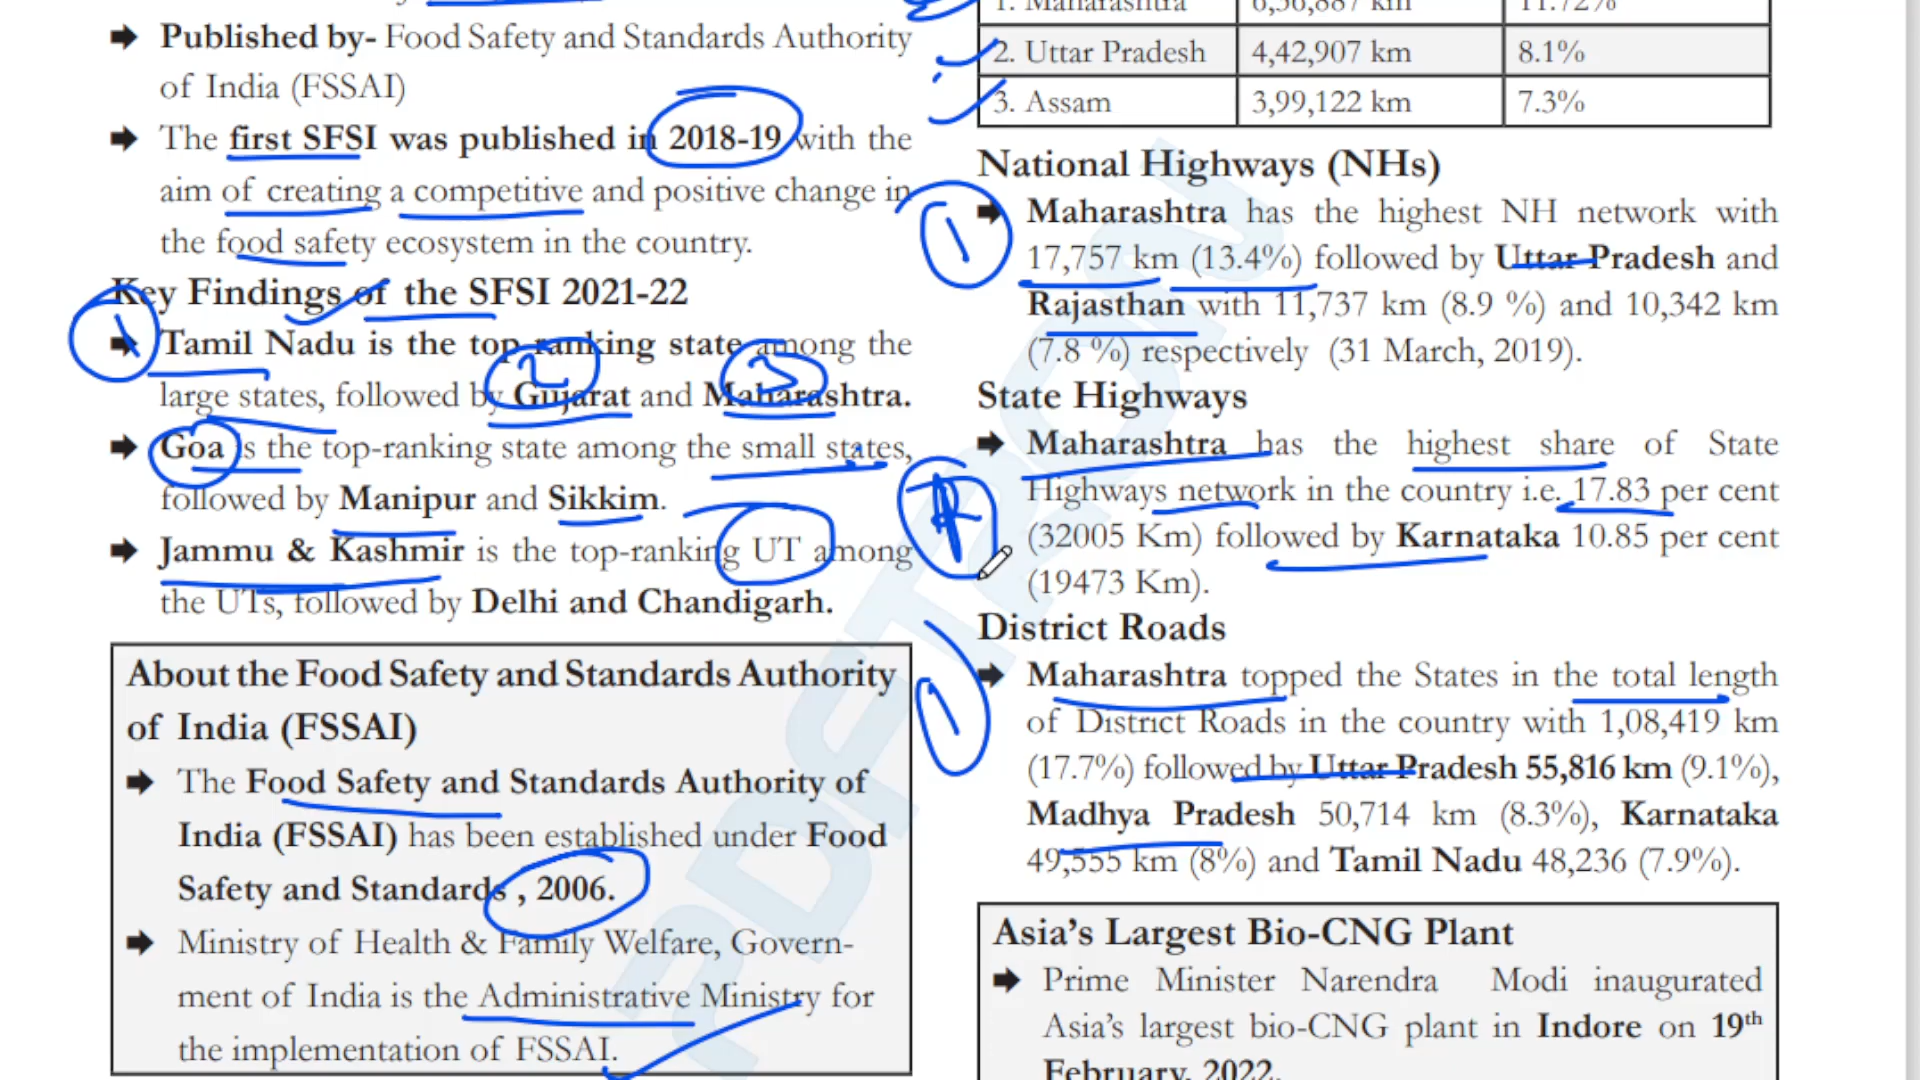 ➡ Published by- Food Safety and Standards Authority
of India (FSSAI)
➡ The first SFSI was published in 2018-19 with the
aim of creating a competitive and positive change in
the food safety ecosystem in the country.
Key Findings of the SFSI 2021-22
➡ Tamil Nadu is the top-ranking state among the
large states, followed by Gujarat and Maharashtra.
➡ Goa is the top-ranking state among the small states,
followed by Manipur and Sikkim.
➡ Jammu & Kashmir is the top-ranking UT among
the UTs, followed by Delhi and Chandigarh.
About the Food Safety and Standards Authority
of India (FSSAI)
➡ The Food Safety and Standards Authority of
India (FSSAI) has been established under Food
Safety and Standards , 2006.
➡ Ministry of Health & Family Welfare, Govern-
ment of India is the Administrative Ministry for
the implementation of FSSAI.
1. Maharashtra 6,36,887 km 11.72%
2. Uttar Pradesh 4,42,907 km 8.1%
3. Assam 3,99,122 km 7.3%
National Highways (NHs)
➡ Maharashtra has the highest NH network with
17,757 km (13.4%) followed by Uttar Pradesh and
Rajasthan with 11,737 km (8.9 %) and 10,342 km
(7.8 %) respectively (31 March, 2019).
State Highways
➡ Maharashtra has the highest share of State
Highways network in the country i.e. 17.83 per cent
(32005 Km) followed by Karnataka 10.85 per cent
(19473 Km).
District Roads
➡ Maharashtra topped the States in the total length
of District Roads in the country with 1,08,419 km
(17.7%) followed by Uttar Pradesh 55,816 km (9.1%),
Madhya Pradesh 50,714 km (8.3%), Karnataka
49,555 km (8%) and Tamil Nadu 48,236 (7.9%).
Asia's Largest Bio-CNG Plant
➡ Prime Minister Narendra Modi inaugurated
Asia's largest bio-CNG plant in Indore on 19th
February, 2022.
1
2
3
1
1
PDFTRON